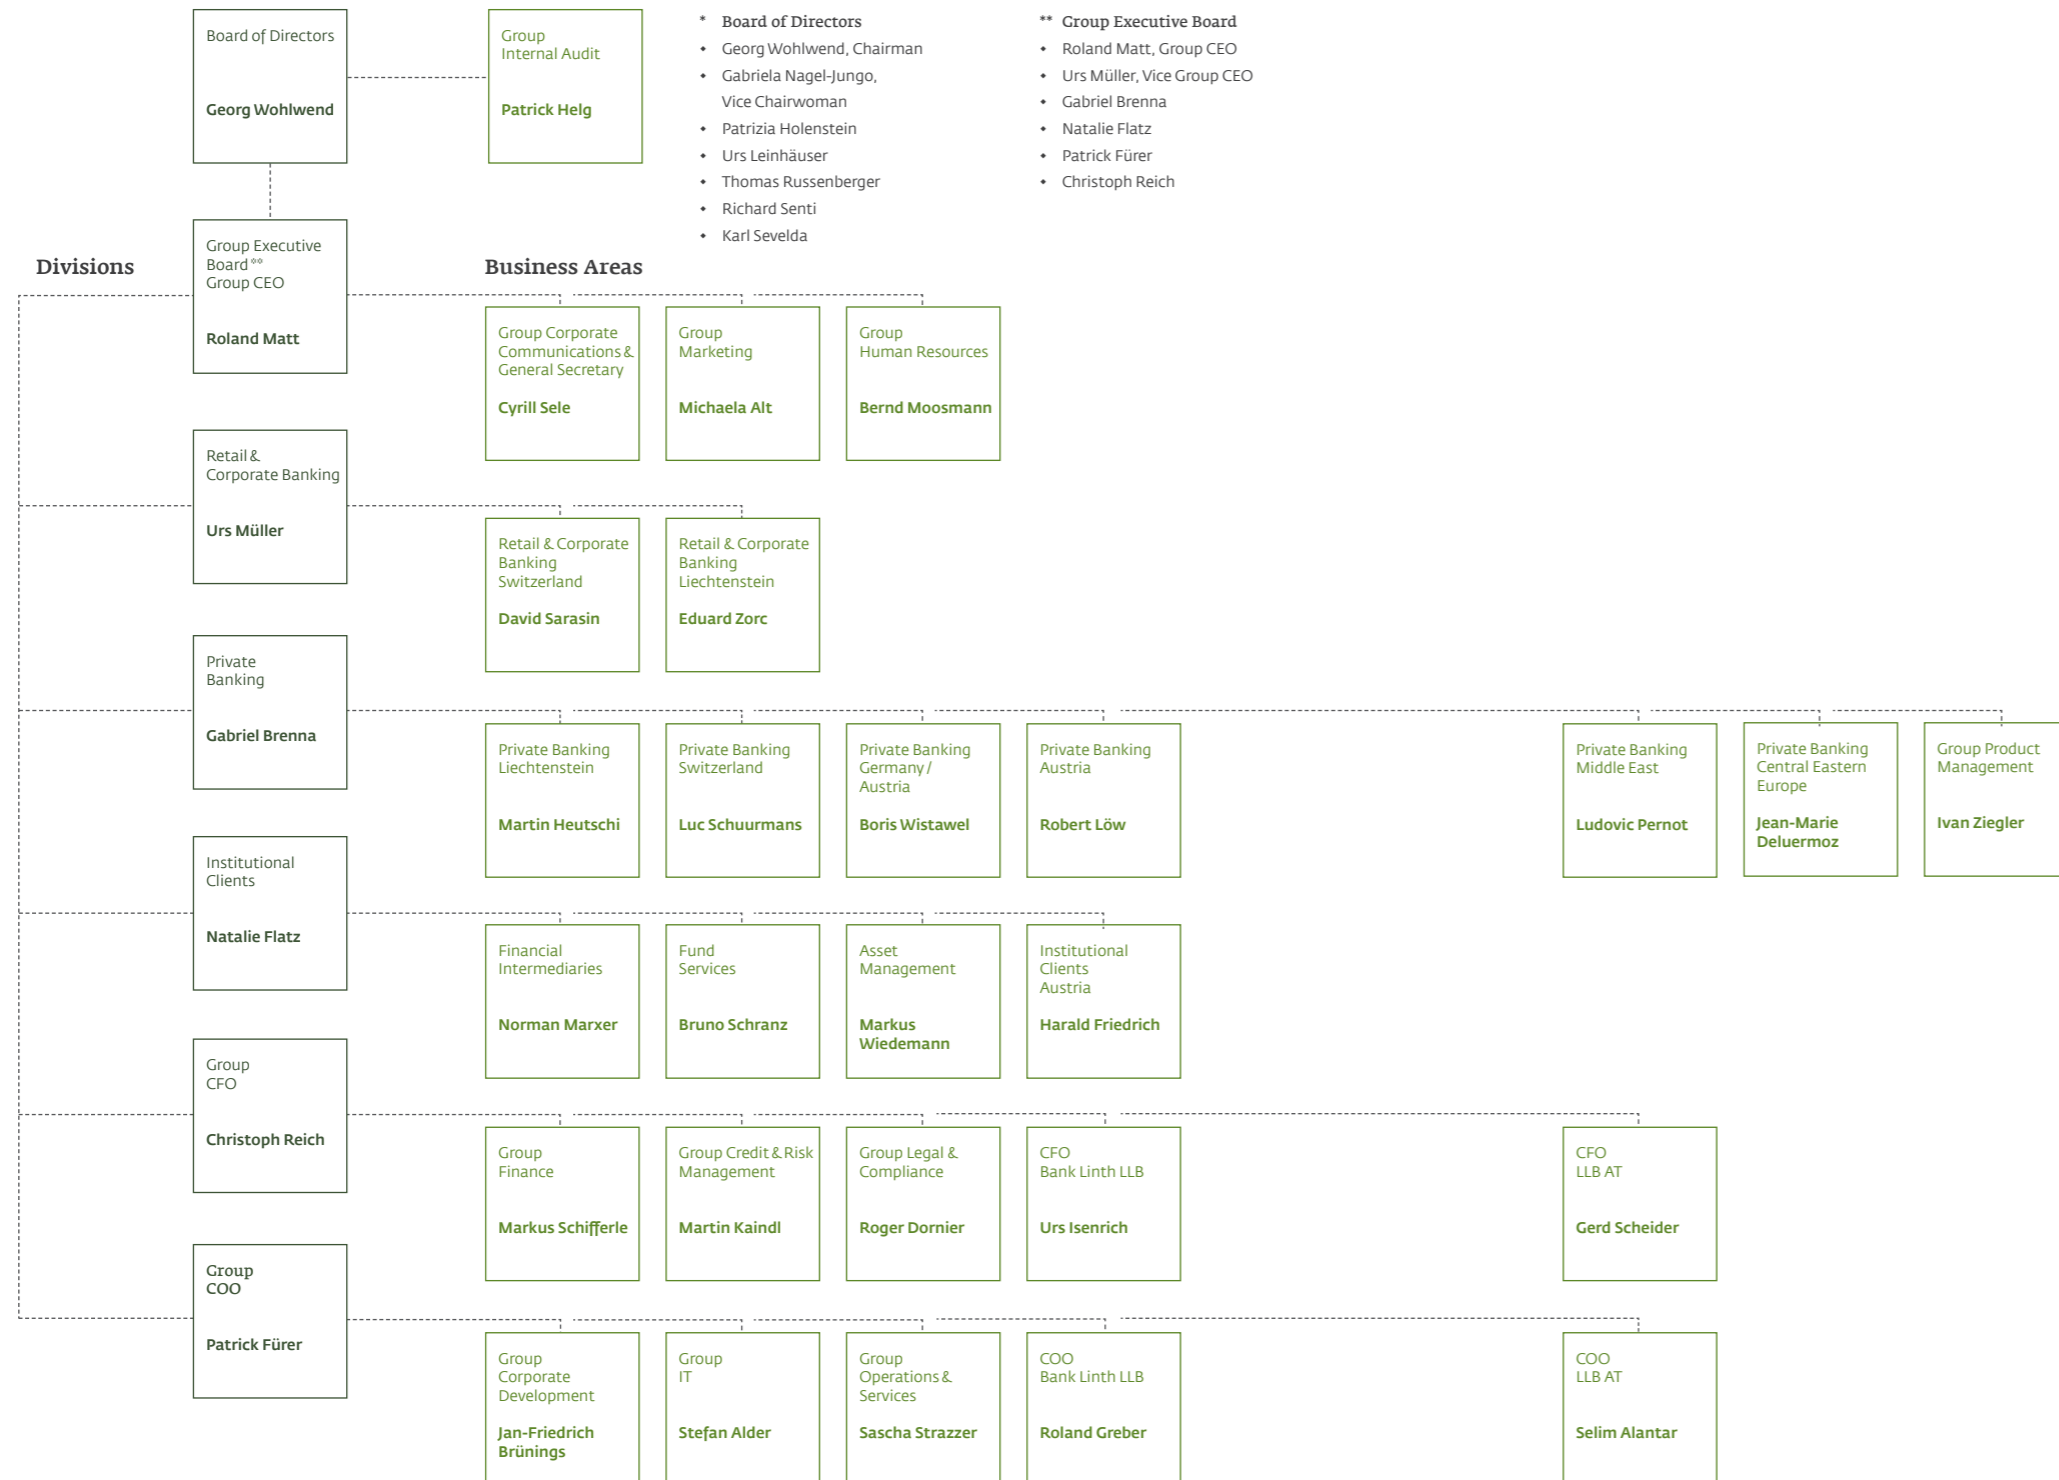 Board of Directors
Georg Wohlwend
Group
Internal Audit
Patrick Helg
* Board of Directors
• Georg Wohlwend, Chairman
• Gabriela Nagel-Jungo,
Vice Chairwoman
• Patrizia Holenstein
• Urs Leinhäuser
• Thomas Russenberger
• Richard Senti
• Karl Sevelda
** Group Executive Board
• Roland Matt, Group CEO
• Urs Müller, Vice Group CEO
• Gabriel Brenna
• Natalie Flatz
• Patrick Fürer
• Christoph Reich
Divisions
Group Executive
Board**
Group CEO
Roland Matt
Business Areas
Group Corporate
Communications &
General Secretary
Cyrill Sele
Group
Marketing
Michaela Alt
Group
Human Resources
Bernd Moosmann
Retail &
Corporate Banking
Urs Müller
Retail & Corporate
Banking
Switzerland
David Sarasin
Retail & Corporate
Banking
Liechtenstein
Eduard Zorc
Private
Banking
Gabriel Brenna
Private Banking
Liechtenstein
Martin Heutschi
Private Banking
Switzerland
Luc Schuurmans
Private Banking
Germany /
Austria
Boris Wistawel
Private Banking
Austria
Robert Löw
Private Banking
Middle East
Ludovic Pernot
Private Banking
Central Eastern
Europe
Jean-Marie
Deluermoz
Group Product
Management
Ivan Ziegler
Institutional
Clients
Natalie Flatz
Financial
Intermediaries
Norman Marxer
Fund
Services
Bruno Schranz
Asset
Management
Markus
Wiedemann
Institutional
Clients
Austria
Harald Friedrich
Group
CFO
Christoph Reich
Group
Finance
Markus Schifferle
Group Credit & Risk
Management
Martin Kaindl
Group Legal &
Compliance
Roger Dornier
CFO
Bank Linth LLB
Urs Isenrich
CFO
LLB AT
Gerd Scheider
Group
COO
Patrick Fürer
Group
Corporate
Development
Jan-Friedrich
Brünings
Group
IT
Stefan Alder
Group
Operations &
Services
Sascha Strazzer
COO
Bank Linth LLB
Roland Greber
COO
LLB AT
Selim Alantar